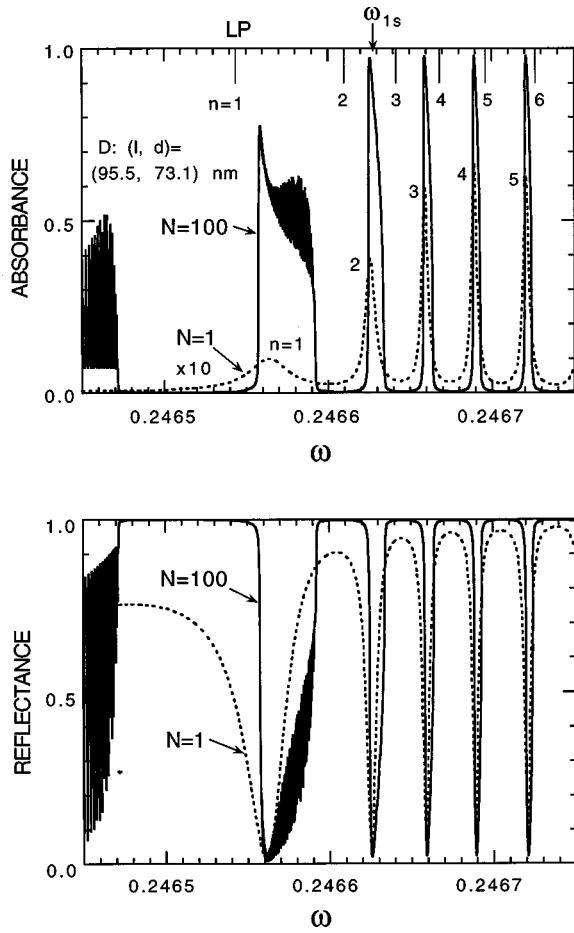 LP
ω1s
1.0
n=1
2
3
4
5
6
D: (l, d)=
(95.5, 73.1) nm
ABSORBANCE
0.5
N=100
3
4
5
2
N=1
x10
n=1
0.0
0.2465
0.2466
0.2467
ω
1.0
N=100
REFLECTANCE
0.5
N=1
0.0
0.2465
0.2466
0.2467
ω